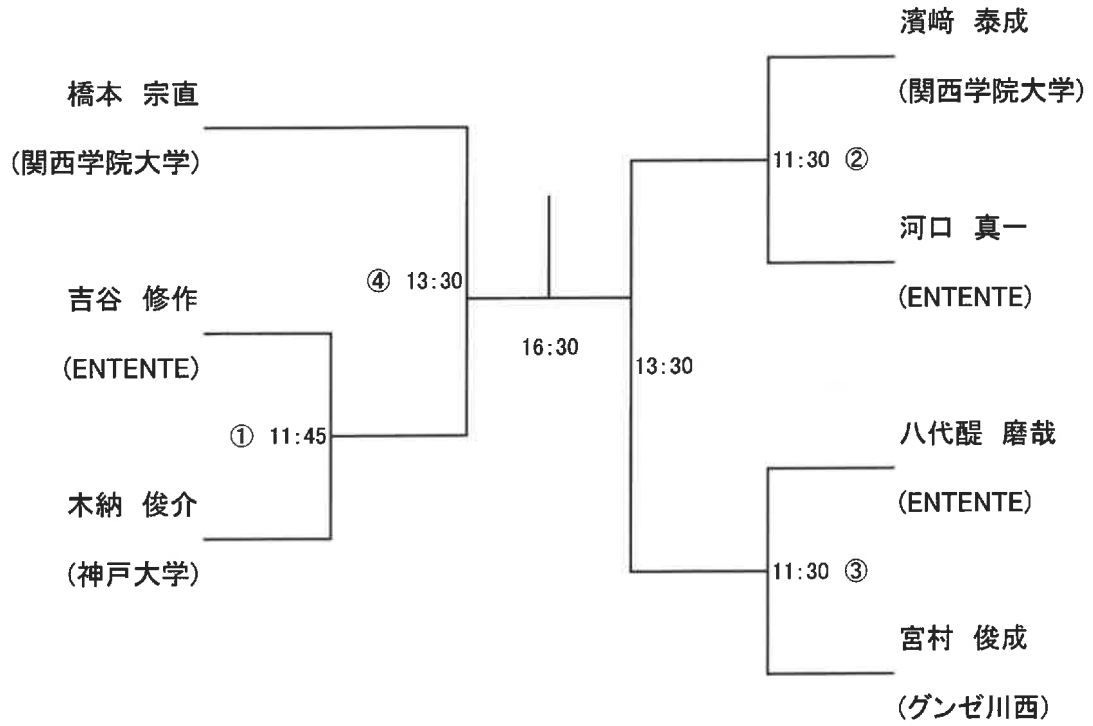 橋本 宗直
(関西学院大学)
吉谷 修作
(ENTENTE)
木納 俊介
(神戸大学)
① 11:45
④ 13:30
16:30
13:30
濱﨑 泰成
(関西学院大学)
11:30 ②
河口 真一
(ENTENTE)
八代醍 磨哉
(ENTENTE)
11:30 ③
宮村 俊成
(グンゼ川西)